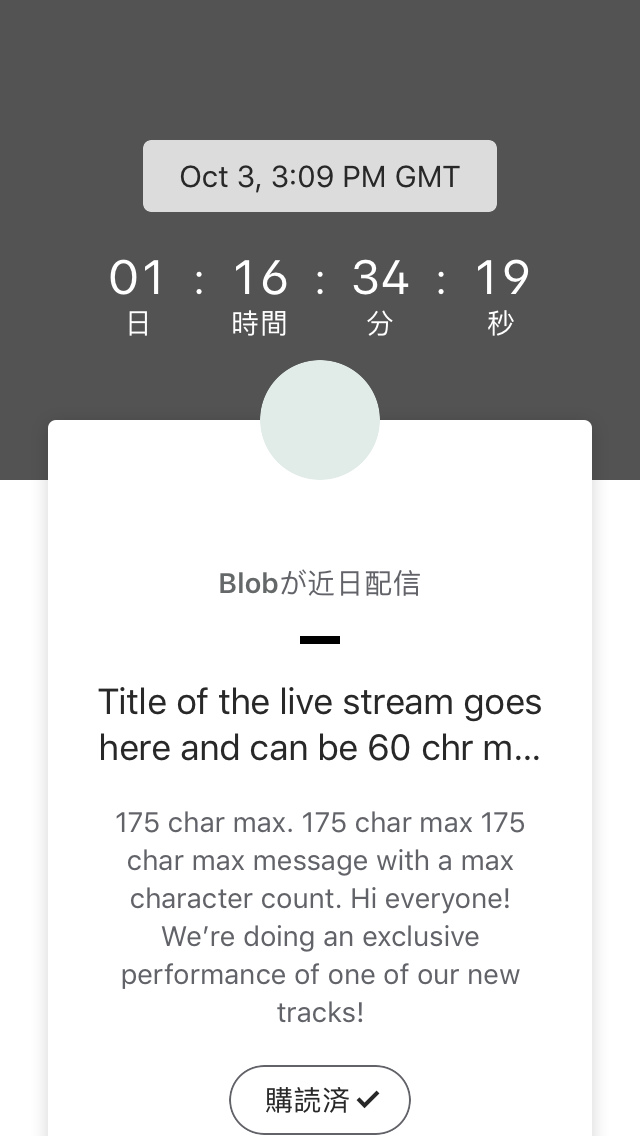 Oct 3, 3:09 PM GMT
01 : 16 : 34 : 19
日 時間 分 秒
Blobが近日配信
Title of the live stream goes
here and can be 60 chr m...
175 char max. 175 char max 175
char max message with a max
character count. Hi everyone!
We’re doing an exclusive
performance of one of our new
tracks!
購読済✔